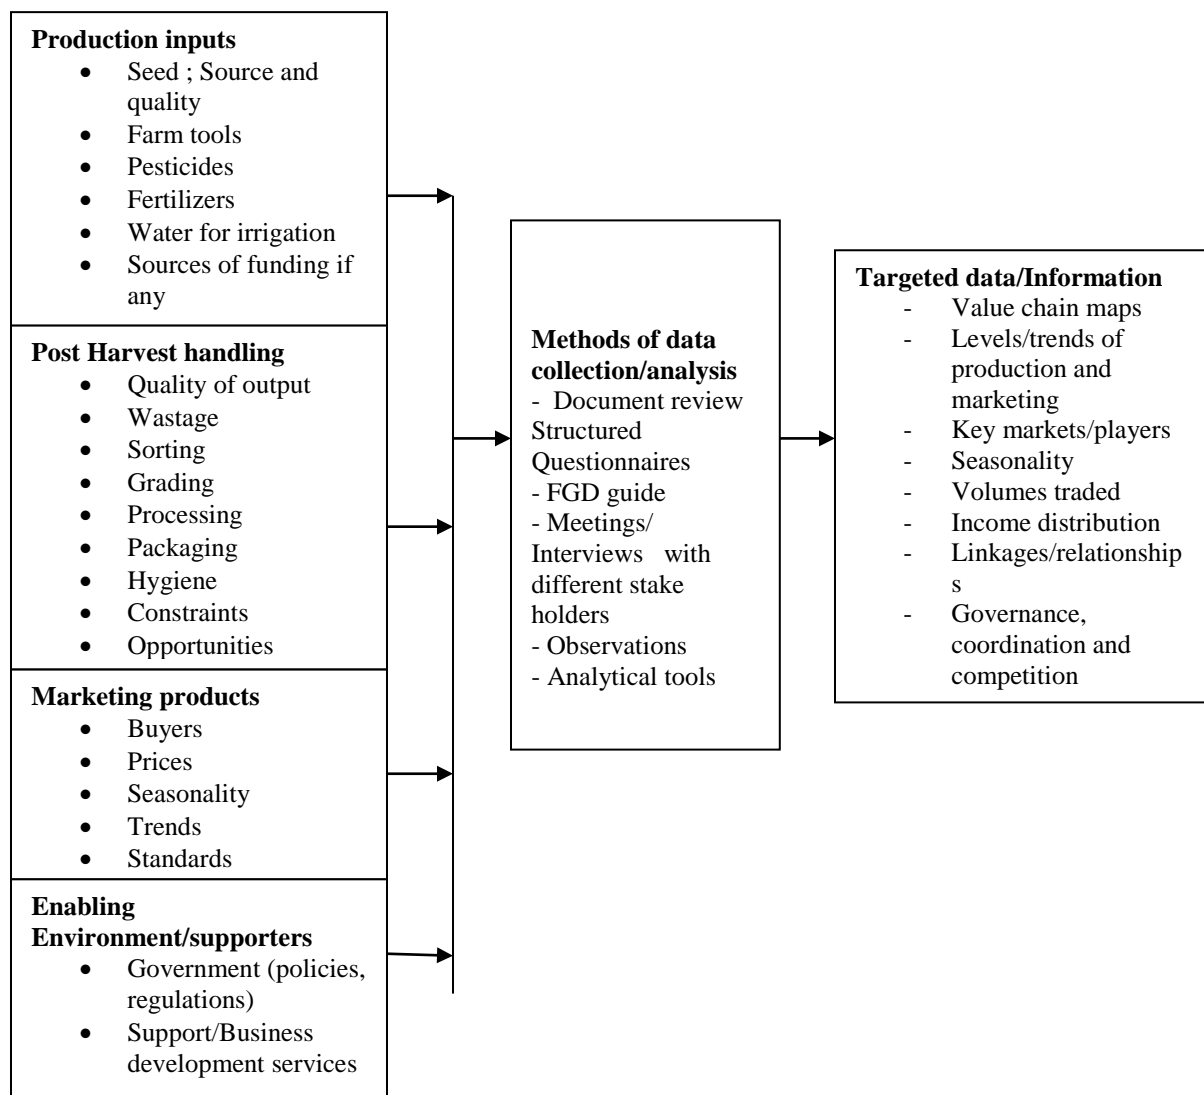 Production inputs
• Seed ; Source and
quality
• Farm tools
• Pesticides
• Fertilizers
• Water for irrigation
• Sources of funding if
any
Post Harvest handling
• Quality of output
• Wastage
• Sorting
• Grading
• Processing
• Packaging
• Hygiene
• Constraints
• Opportunities
Marketing products
• Buyers
• Prices
• Seasonality
• Trends
• Standards
Enabling
Environment/supporters
• Government (policies,
regulations)
• Support/Business
development services
Methods of data
collection/analysis
- Document review
Structured
Questionnaires
- FGD guide
- Meetings/
Interviews with
different stake
holders
- Observations
- Analytical tools
Targeted data/Information
- Value chain maps
- Levels/trends of
production and
marketing
- Key markets/players
- Seasonality
- Volumes traded
- Income distribution
- Linkages/relationship
s
- Governance,
coordination and
competition